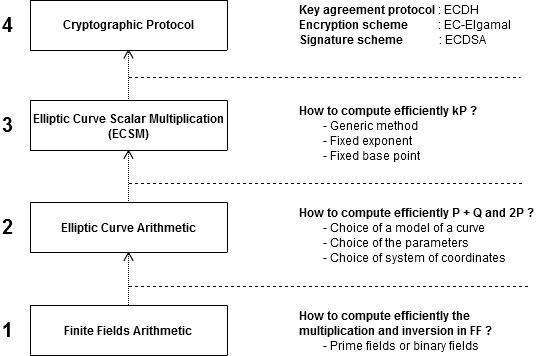 4
Cryptographic Protocol
Key agreement protocol : ECDH
Encryption scheme : EC-Elgamal
Signature scheme : ECDSA
3
Elliptic Curve Scalar Multiplication
(ECSM)
How to compute efficiently kP ?
- Generic method
- Fixed exponent
- Fixed base point
2
Elliptic Curve Arithmetic
How to compute efficiently P + Q and 2P ?
- Choice of a model of a curve
- Choice of the parameters
- Choice of system of coordinates
1
Finite Fields Arithmetic
How to compute efficiently the
multiplication and inversion in FF ?
- Prime fields or binary fields